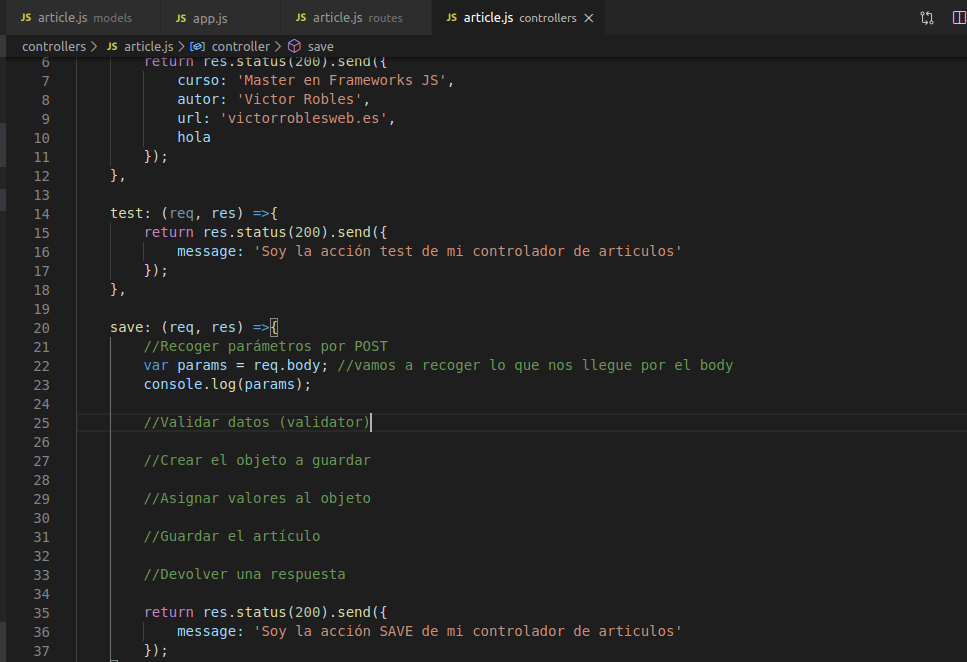 JS article.js models JS app.js JS article.js routes JS article.js controllers ×
controllers > JS article.js > controller > save
6 return res.status(200).send({
7 curso: 'Master en Frameworks JS',
8 autor: 'Victor Robles',
9 url: 'victorroblesweb.es',
10 hola
11 });
12 },
13
14 test: (req, res) =>{
15 return res.status(200).send({
16 message: 'Soy la acción test de mi controlador de articulos'
17 });
18 },
19
20 save: (req, res) =>{
21 //Recoger parámetros por POST
22 var params = req.body; //vamos a recoger lo que nos llegue por el body
23 console.log(params);
24
25 //Validar datos (validator)
26
27 //Crear el objeto a guardar
28
29 //Asignar valores al objeto
30
31 //Guardar el artículo
32
33 //Devolver una respuesta
34
35 return res.status(200).send({
36 message: 'Soy la acción SAVE de mi controlador de articulos'
37 });